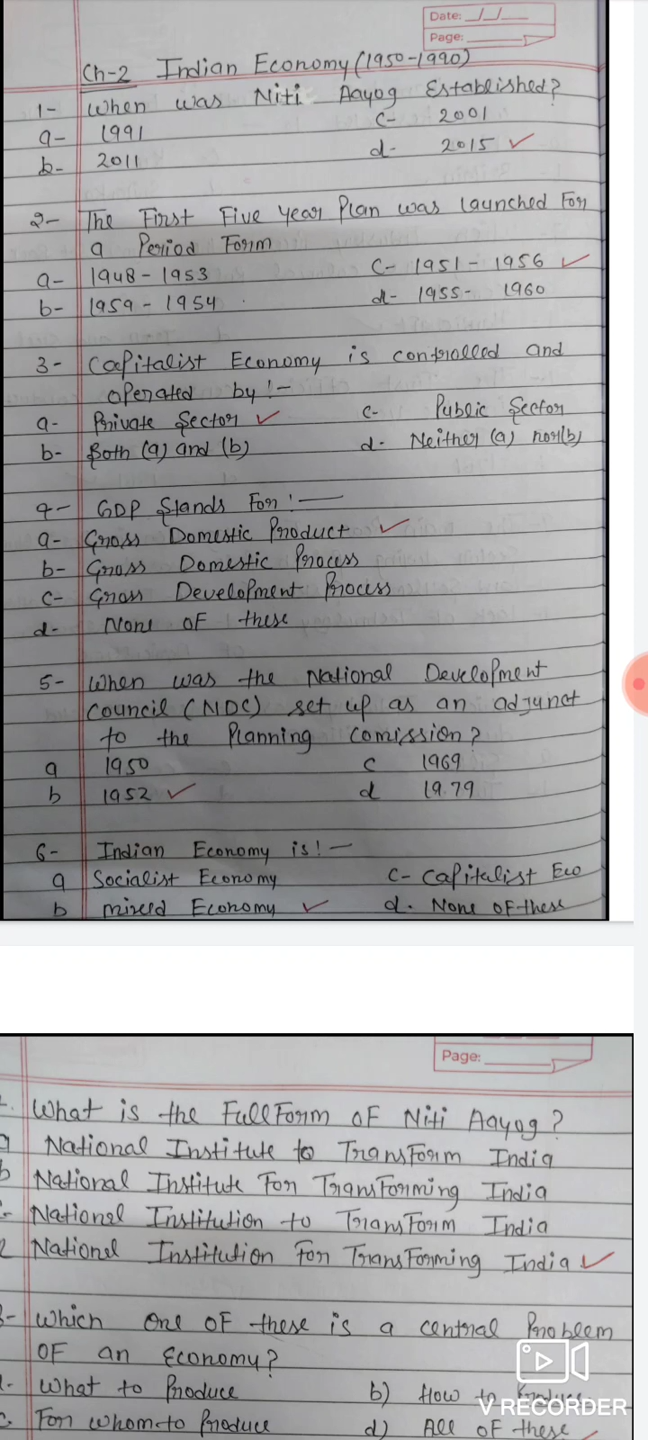 Date: __/__/____
Page: ________
Ch-2 Indian Economy (1950-1990)
1- When was Niti Aayog Established?
a- 1991 c- 2001
b- 2011 d- 2015 ✓
2- The First Five Year Plan was launched For
a Period Form
a- 1948 - 1953 c- 1951 - 1956 ✓
b- 1959 - 1954 d- 1955 - 1960
3- Capitalist Economy is controlled and
operated by !-
a- Private Sector ✓ c- Public Sector
b- Both (a) and (b) d- Neither (a) nor (b)
4- GDP Stands For !-
a- Gross Domestic Product ✓
b- Gross Domestic Process
c- Gross Development Process
d- None of these
5- When was the National Development
Council (NDC) set up as an adjunct
to the Planning comission?
a 1950 c 1969
b 1952 ✓ d 19.79
6- Indian Economy is !-
a Socialist Economy c- Capitalist Eco
b mixed Economy ✓ d. None of these
Page: ________
What is the Full Form of Niti Aayog?
a National Institute to Transform India
b National Institute For Transforming India
c- National Institution to Transform India
National Institution For Transforming India ✓
Which one of these is a central Problem
of an economy?
What to Produce b) How to Produce
c. For whom to Produce d) All of these ✓
V RECORDER